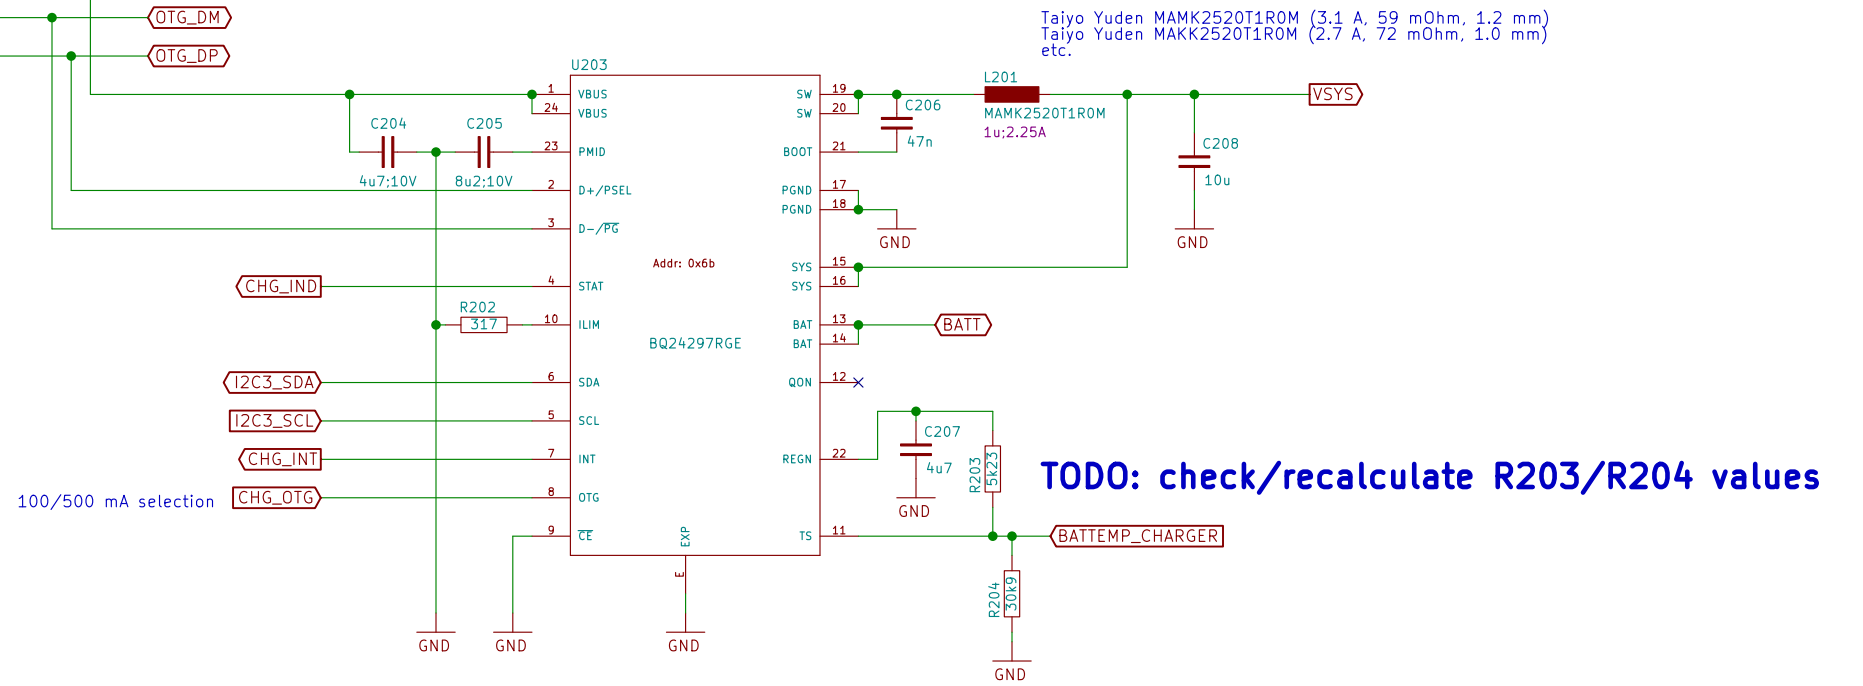 OTG_DM
OTG_DP
Taiyo Yuden MAMK2520T1R0M (3.1 A, 59 mOhm, 1.2 mm)
Taiyo Yuden MAKK2520T1R0M (2.7 A, 72 mOhm, 1.0 mm)
etc.
U203
1 VBUS
24 VBUS
23 PMID
2 D+/PSEL
3 D-/PG
4 STAT
10 ILIM
6 SDA
5 SCL
7 INT
8 OTG
9 CE
SW 19
SW 20
BOOT 21
PGND 17
PGND 18
SYS 15
SYS 16
BAT 13
BAT 14
QON 12
REGN 22
TS 11
EXP
E
Addr: 0x6b
BQ24297RGE
C204
4u7;10V
C205
8u2;10V
CHG_IND
R202
317
I2C3_SDA
I2C3_SCL
CHG_INT
CHG_OTG
100/500 mA selection
GND
GND
GND
C206
47n
L201
MAMK2520T1R0M
1u;2.25A
VSYS
C208
10u
GND
GND
BATT
C207
4u7
GND
R203
5k23
TODO: check/recalculate R203/R204 values
BATTEMP_CHARGER
R204
30k9
GND